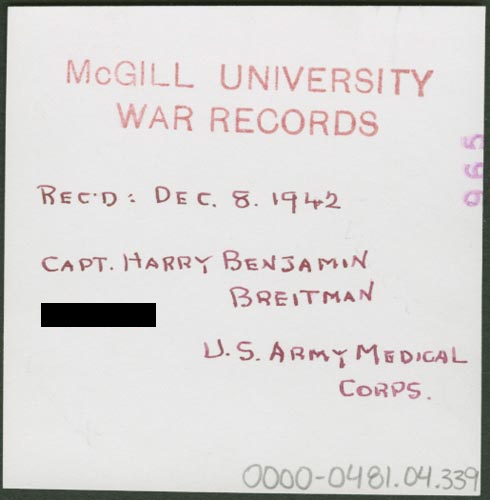 McGILL UNIVERSITY
WAR RECORDS
965
REC'D : DEC. 8. 1942
CAPT. HARRY BENJAMIN
BREITMAN
U.S. ARMY MEDICAL
CORPS.
0000-0481.04.339